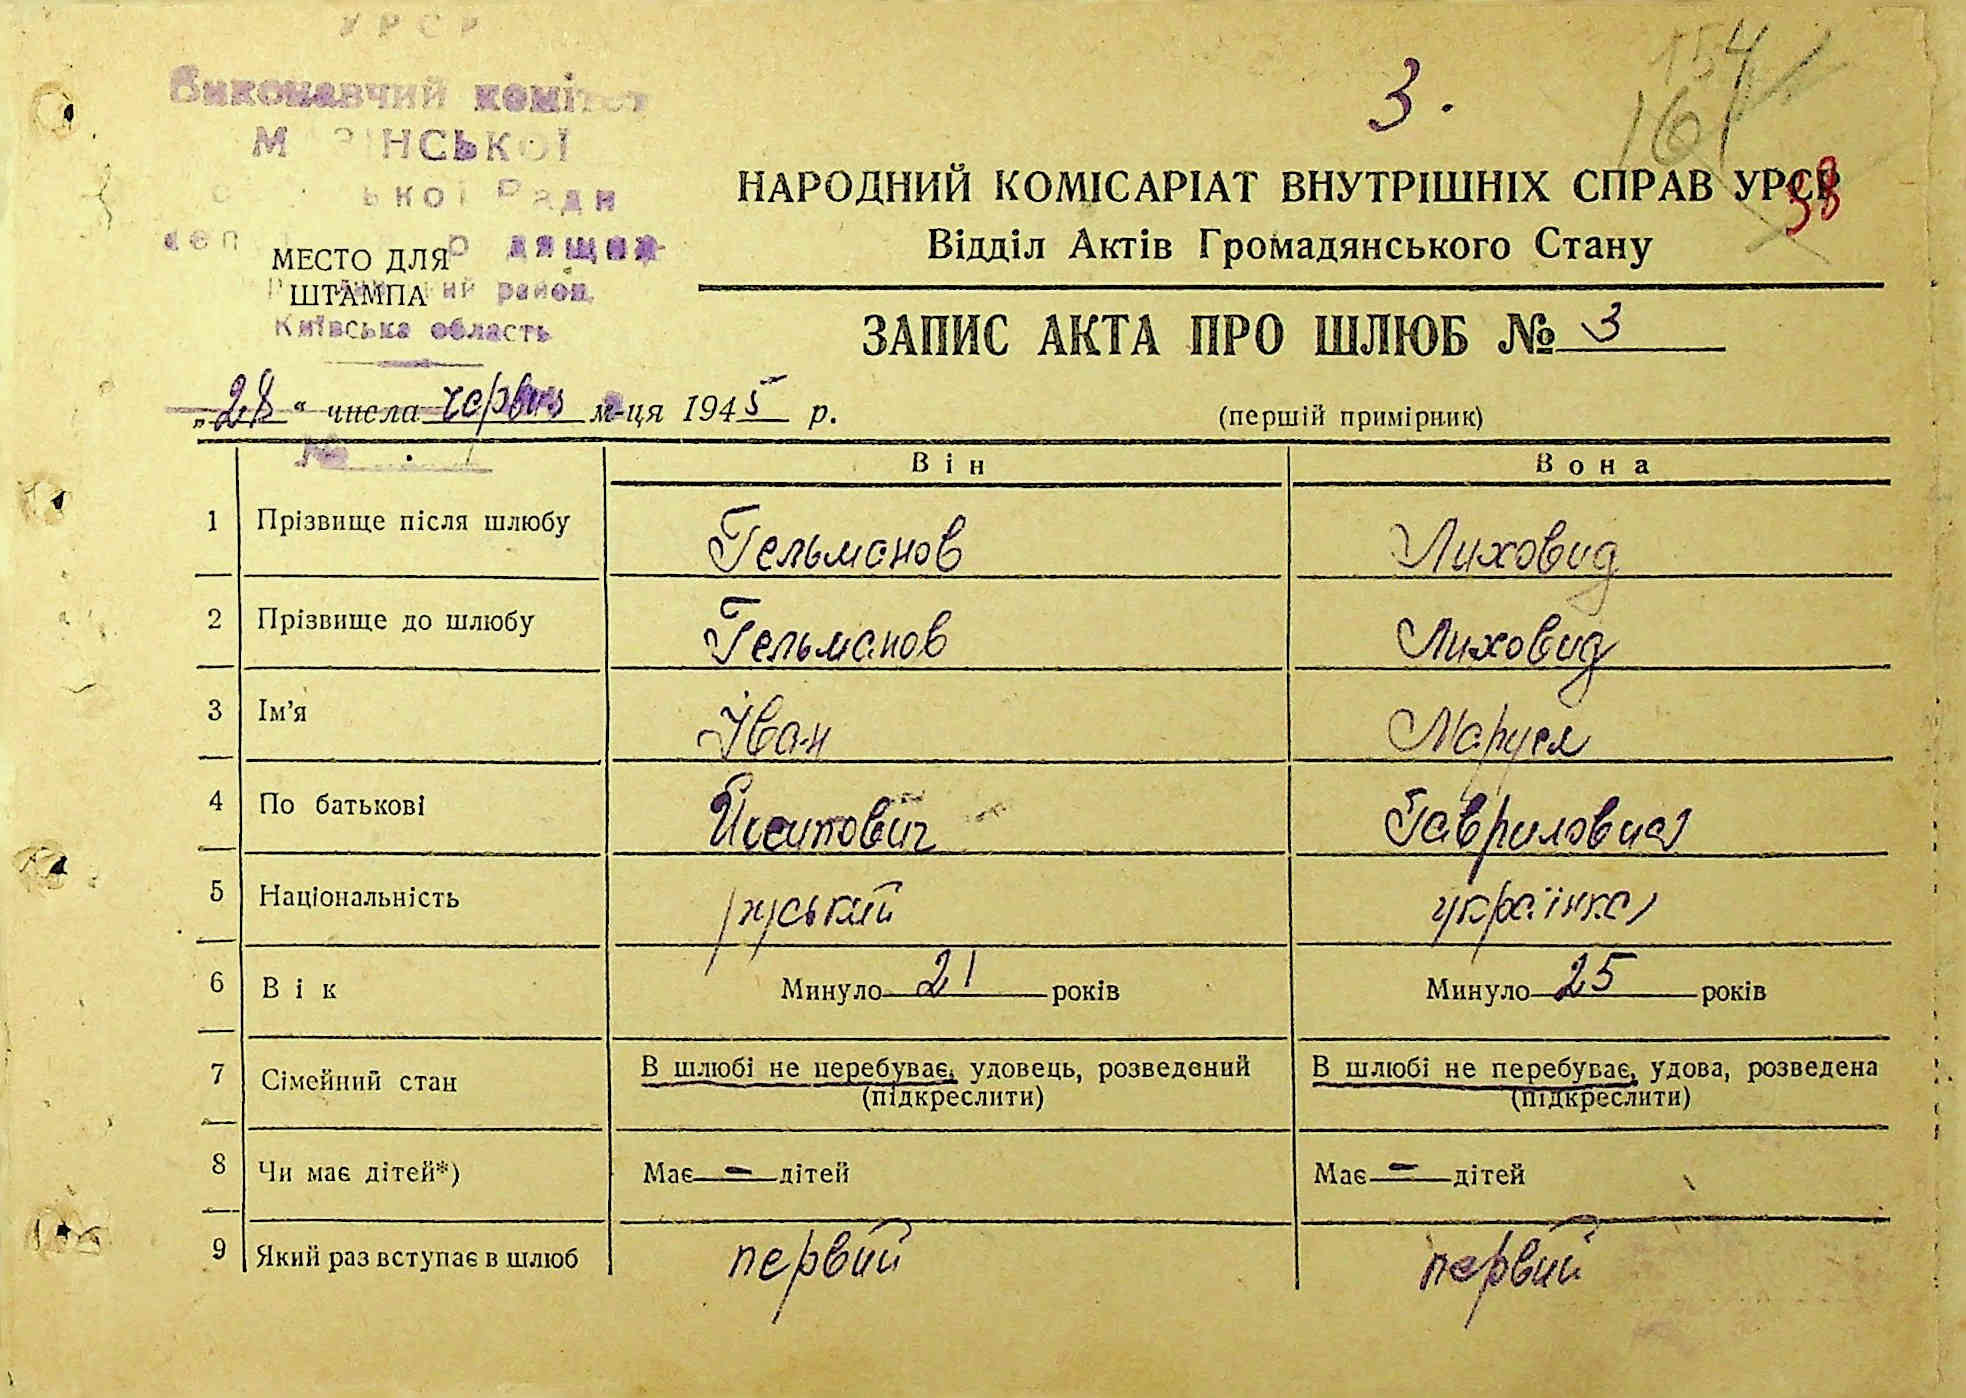 УРСР
Виконавчий комітет
НСЬКОЇ
Ради
район,
Київська область
МЕСТО ДЛЯ
ШТАМПА
3.
154
161
38
НАРОДНИЙ КОМІСАРІАТ ВНУТРІШНІХ СПРАВ УРСР
Відділ Актів Громадянського Стану
ЗАПИС АКТА ПРО ШЛЮБ № 3
„28“ числа червня м-ця 1945 р.
(перший примірник)
Він Вона
1 Прізвище після шлюбу Гельманов Лиховид
2 Прізвище до шлюбу Гельманов Лиховид
3 Ім'я Іван Маруся
4 По батькові Йосипович Гавриловна
5 Національність руський українка
6 Вік Минуло 21 років Минуло 25 років
7 Сімейний стан В шлюбі не перебуває, удовець, розведений В шлюбі не перебуває, удова, розведена
(підкреслити) (підкреслити)
8 Чи має дітей*) Має — дітей Має — дітей
9 Який раз вступає в шлюб первий первий